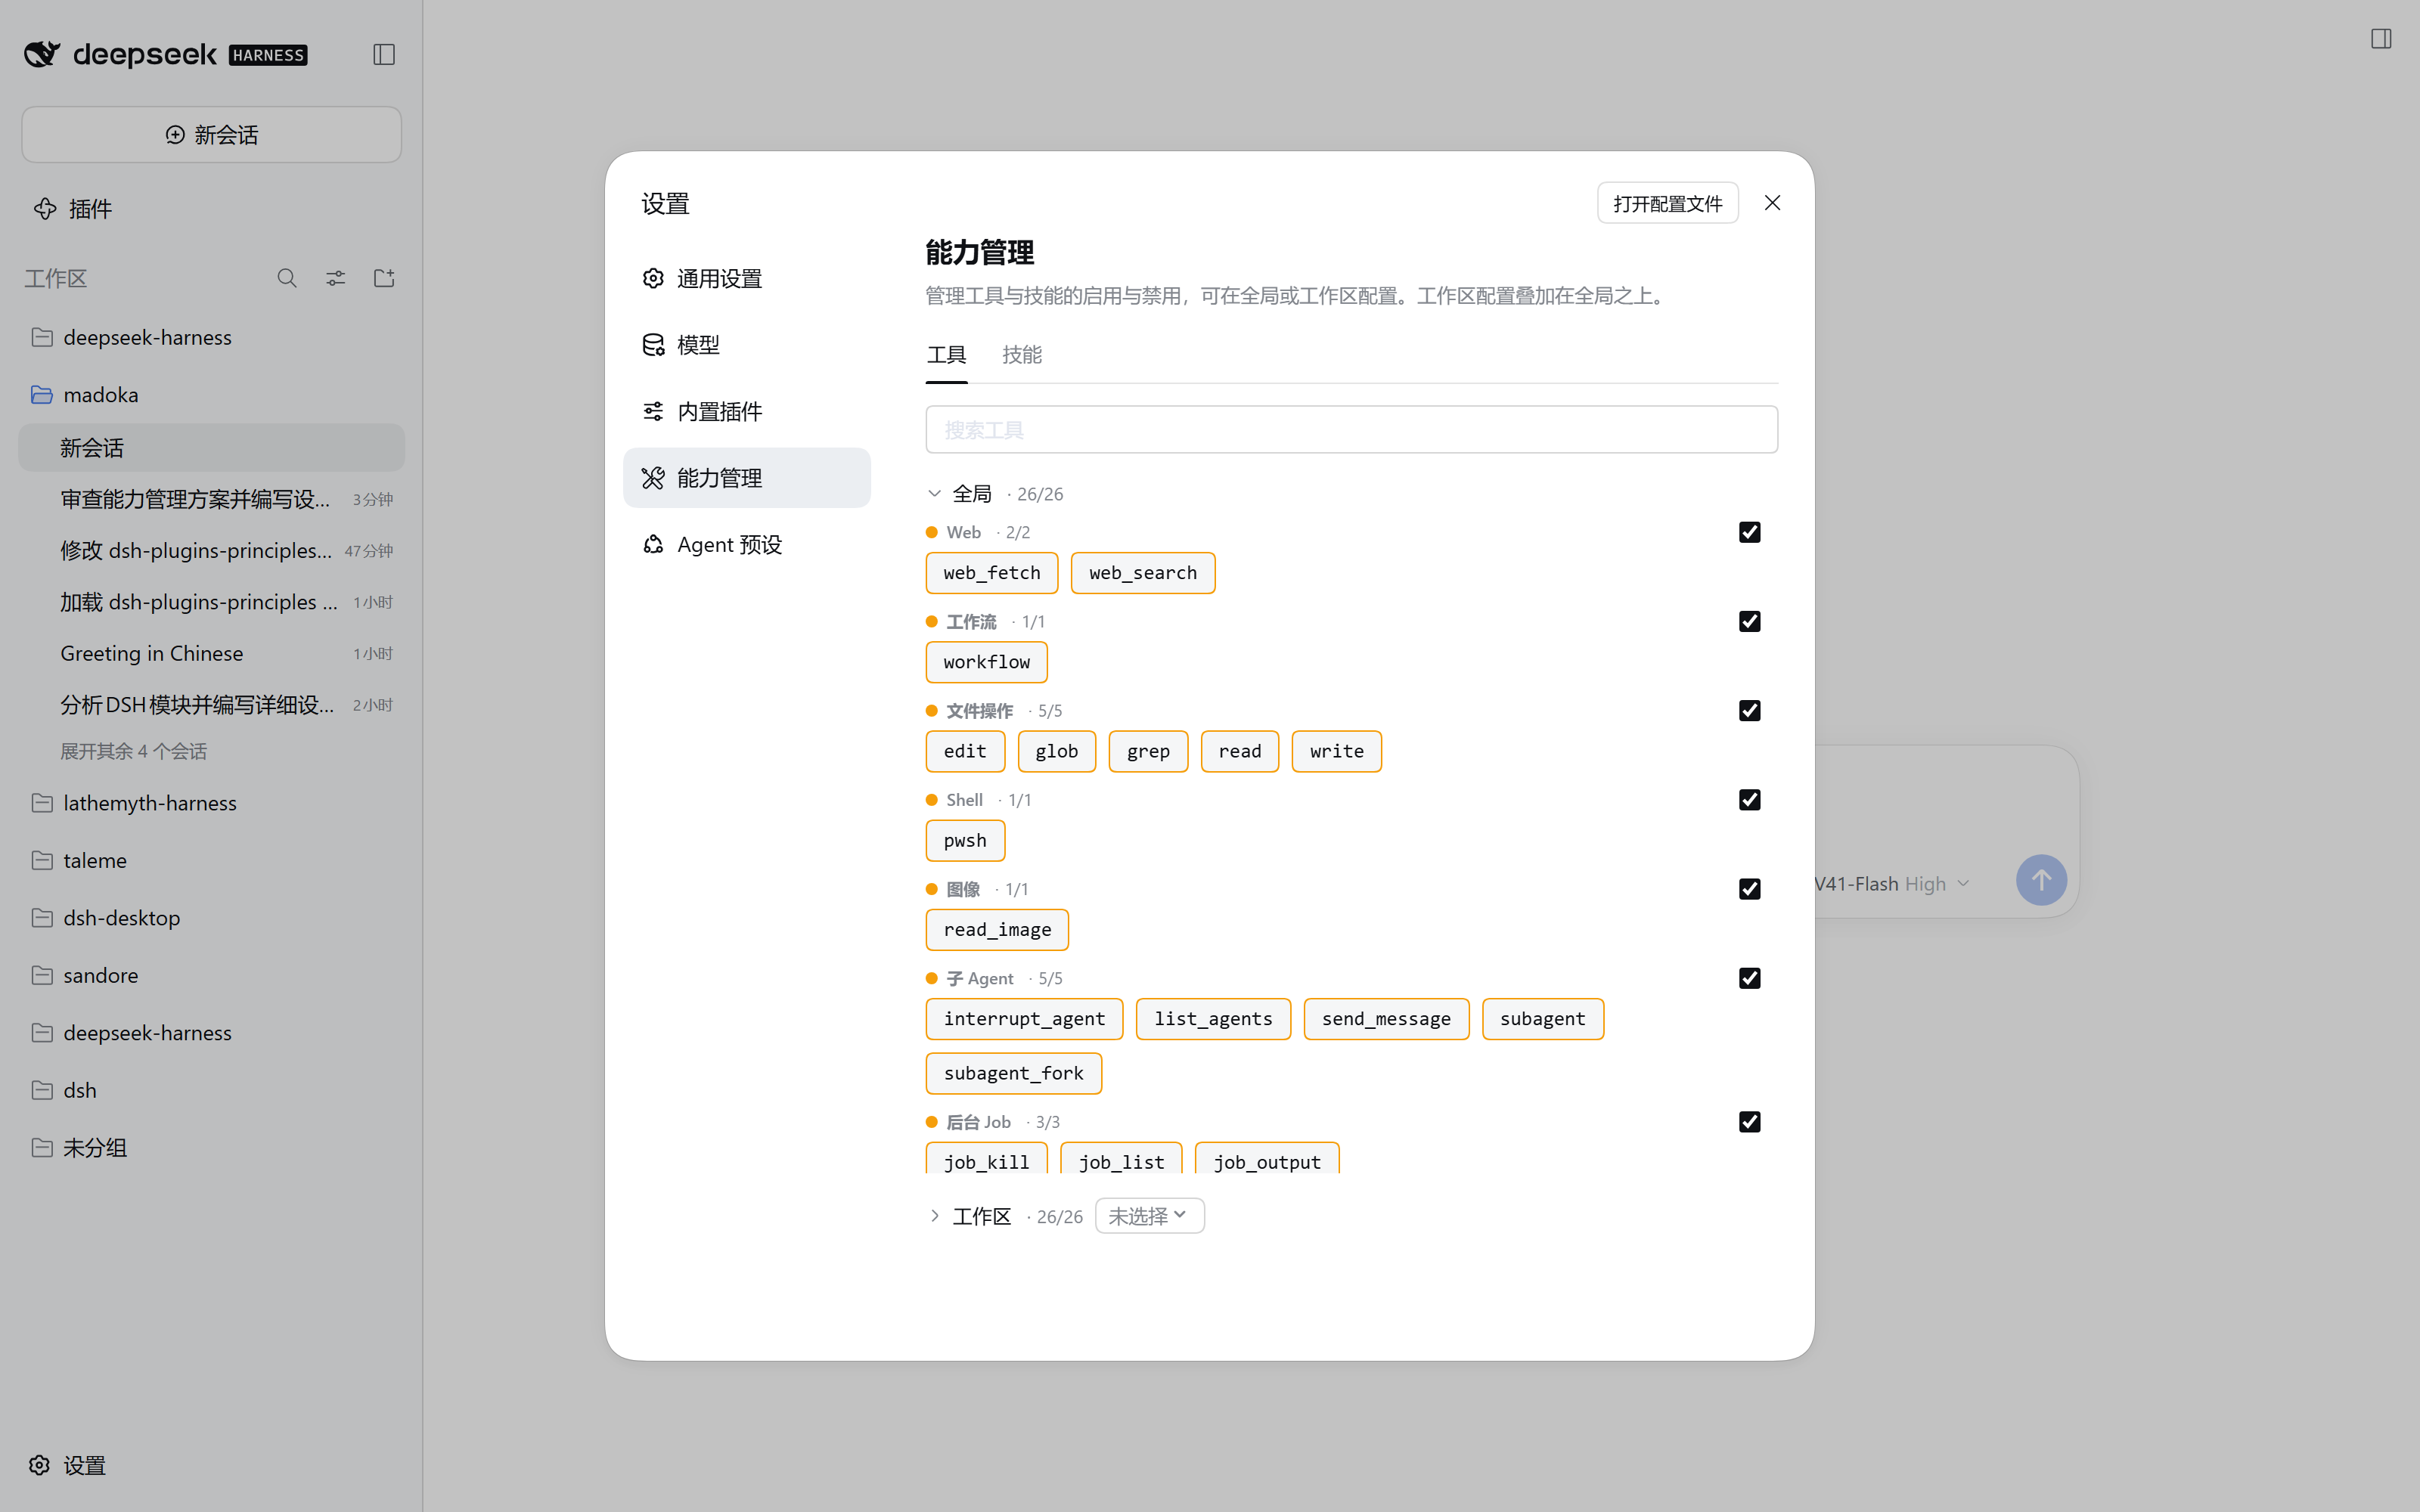 deepseek HARNESS
新会话
插件
工作区
deepseek-harness
madoka
新会话
审查能力管理方案并编写设... 3分钟
修改 dsh-plugins-principles... 47分钟
加载 dsh-plugins-principles ... 1小时
Greeting in Chinese 1小时
分析DSH模块并编写详细设... 2小时
展开其余 4 个会话
lathemyth-harness
taleme
dsh-desktop
sandore
deepseek-harness
dsh
未分组
设置
设置
打开配置文件
通用设置
模型
内置插件
能力管理
Agent 预设
能力管理
管理工具与技能的启用与禁用，可在全局或工作区配置。工作区配置叠加在全局之上。
工具 技能
搜索工具
全局 · 26/26
Web · 2/2
web_fetch web_search
工作流 · 1/1
workflow
文件操作 · 5/5
edit glob grep read write
Shell · 1/1
pwsh
图像 · 1/1
read_image
子 Agent · 5/5
interrupt_agent list_agents send_message subagent
subagent_fork
后台 Job · 3/3
job_kill job_list job_output
工作区 · 26/26 未选择
V41-Flash High